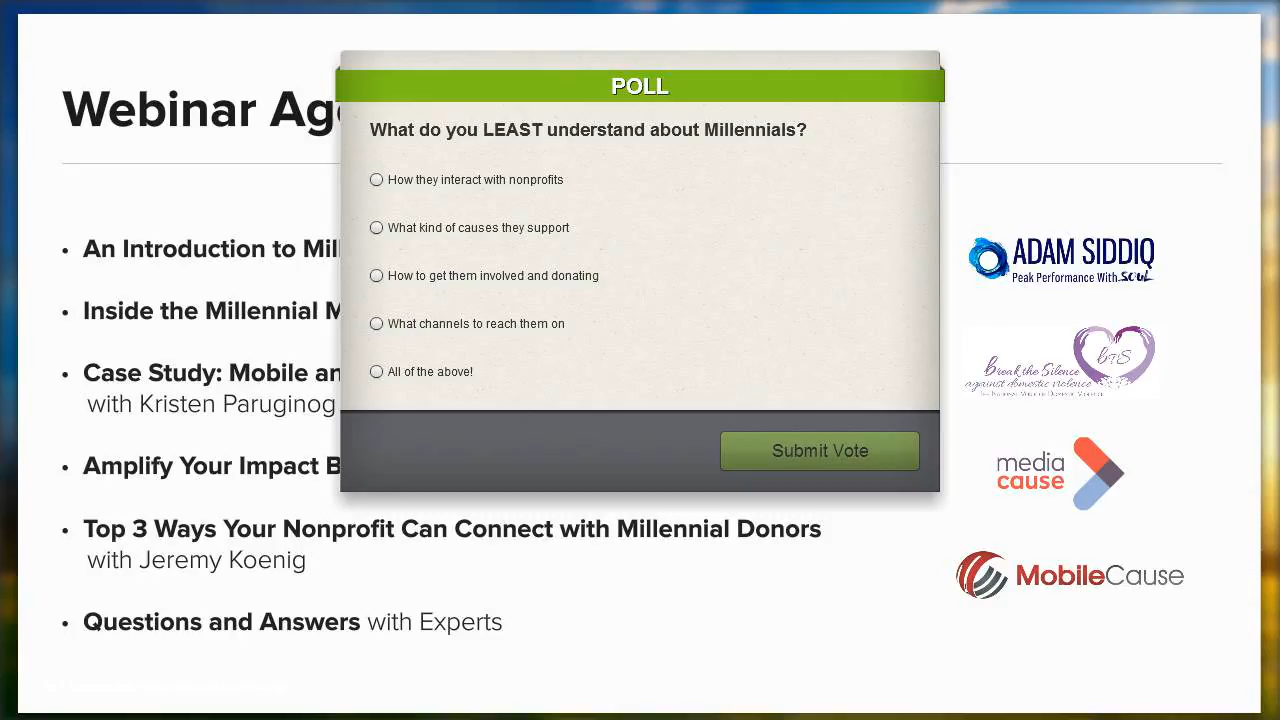 Webinar
POLL
What do you LEAST understand about Millennials?
How they interact with nonprofits
What kind of causes they support
How to get them involved and donating
What channels to reach them on
All of the above!
Submit Vote
• An Introduction to
• Inside the Millennial
• Case Study: Mobile
with Kristen Paruginog
• Amplify Your Impact
• Top 3 Ways Your Nonprofit Can Connect with Millennial Donors
with Jeremy Koenig
• Questions and Answers with Experts
ADAM SIDDIQ
Peak Performance With SOUL
BTS
Break the Silence
against domestic violence
media
cause
MobileCause